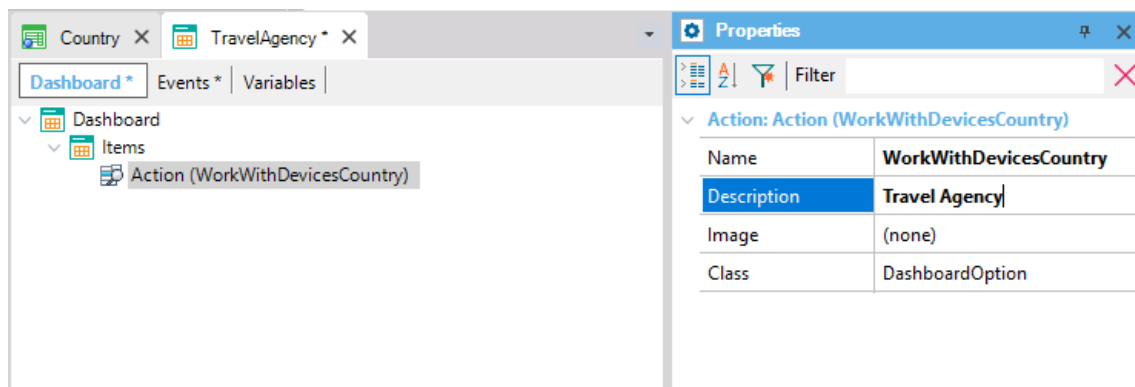 Country
TravelAgency *
Dashboard *
Events *
Variables
Dashboard
Items
Action (WorkWithDevicesCountry)
Properties
Filter
Action: Action (WorkWithDevicesCountry)
Name WorkWithDevicesCountry
Description Travel Agency
Image (none)
Class DashboardOption